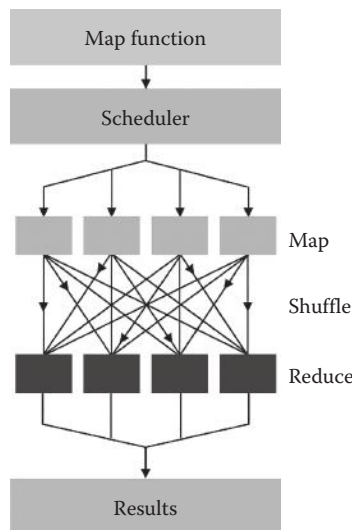 Map function
Scheduler
Map
Shuffle
Reduce
Results